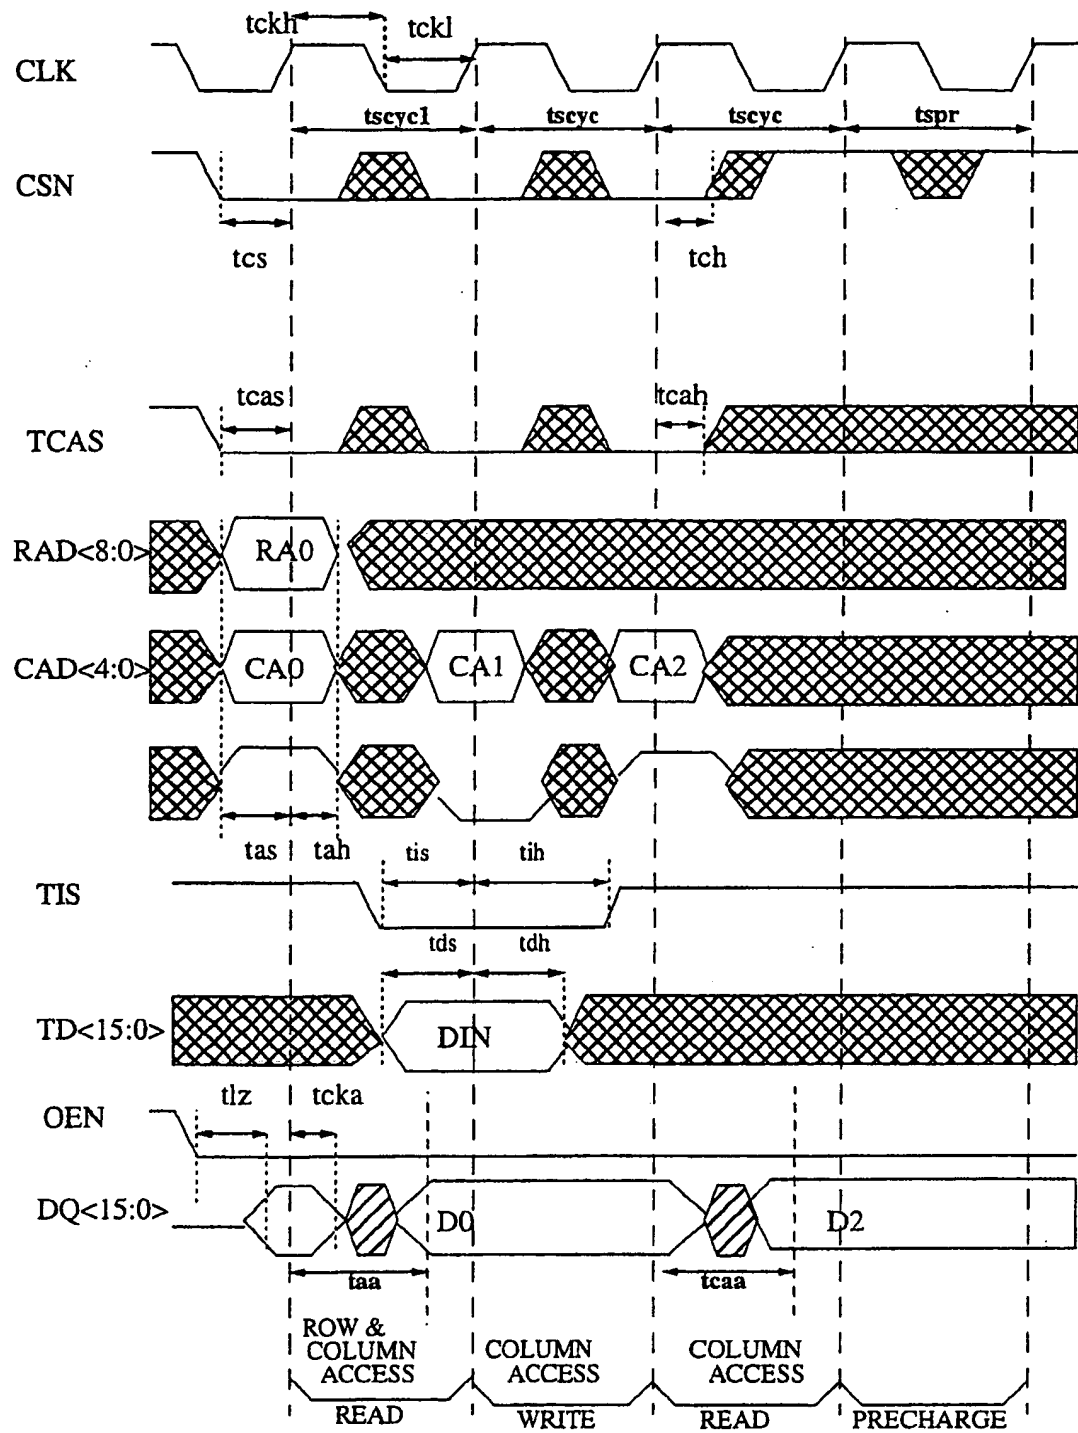 tckh
tckl
CLK
tscyc1 tscyc tscyc tspr
CSN
tcs tch
tcas tcah
TCAS
RAD<8:0> RA0
CAD<4:0> CA0 CA1 CA2
tas tah tis tih
TIS
tds tdh
TD<15:0> DIN
tlz tcka
OEN
DQ<15:0> D0 D2
taa tcaa
ROW &
COLUMN
ACCESS
COLUMN
ACCESS
COLUMN
ACCESS
READ WRITE READ PRECHARGE